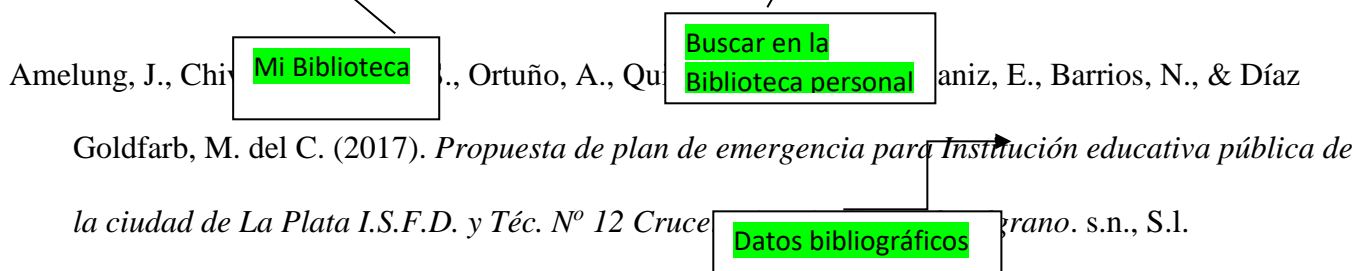 Buscar en la
Amelung, J., Chiv Mi Biblioteca ., Ortuño, A., Qui Biblioteca personal aniz, E., Barrios, N., & Díaz
Goldfarb, M. del C. (2017). Propuesta de plan de emergencia para Institución educativa pública de
la ciudad de La Plata I.S.F.D. y Téc. Nº 12 Cruce grano. s.n., S.l.
Datos bibliográficos